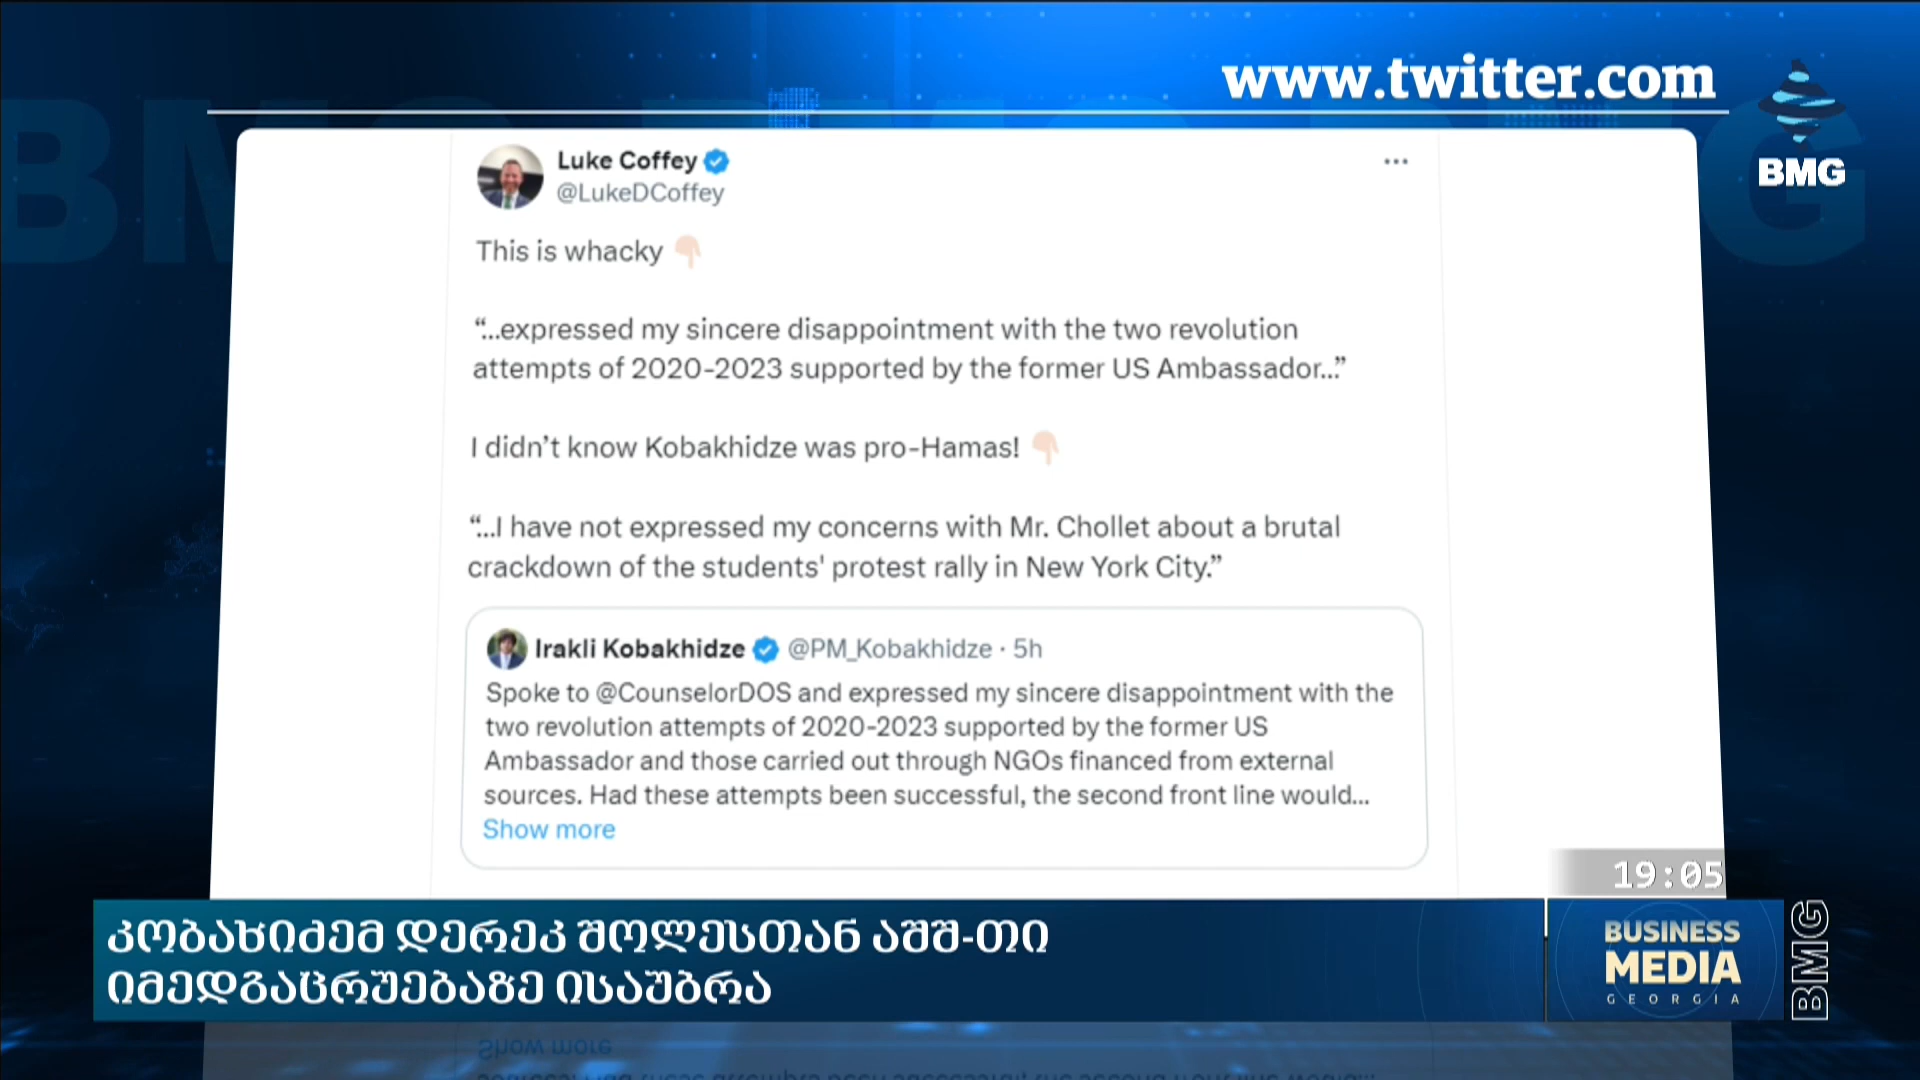 www.twitter.com
BMG
Luke Coffey
@LukeDCoffey
This is whacky
“...expressed my sincere disappointment with the two revolution
attempts of 2020-2023 supported by the former US Ambassador...”
I didn’t know Kobakhidze was pro-Hamas!
“...I have not expressed my concerns with Mr. Chollet about a brutal
crackdown of the students' protest rally in New York City.”
Irakli Kobakhidze @PM_Kobakhidze · 5h
Spoke to @CounselorDOS and expressed my sincere disappointment with the
two revolution attempts of 2020-2023 supported by the former US
Ambassador and those carried out through NGOs financed from external
sources. Had these attempts been successful, the second front line would...
Show more
19:05
კობახიძემ დერეკ შოლესთან აშშ-თი
იმედგაცრუებაზე ისაუბრა
BUSINESS
MEDIA
GEORGIA
BMG